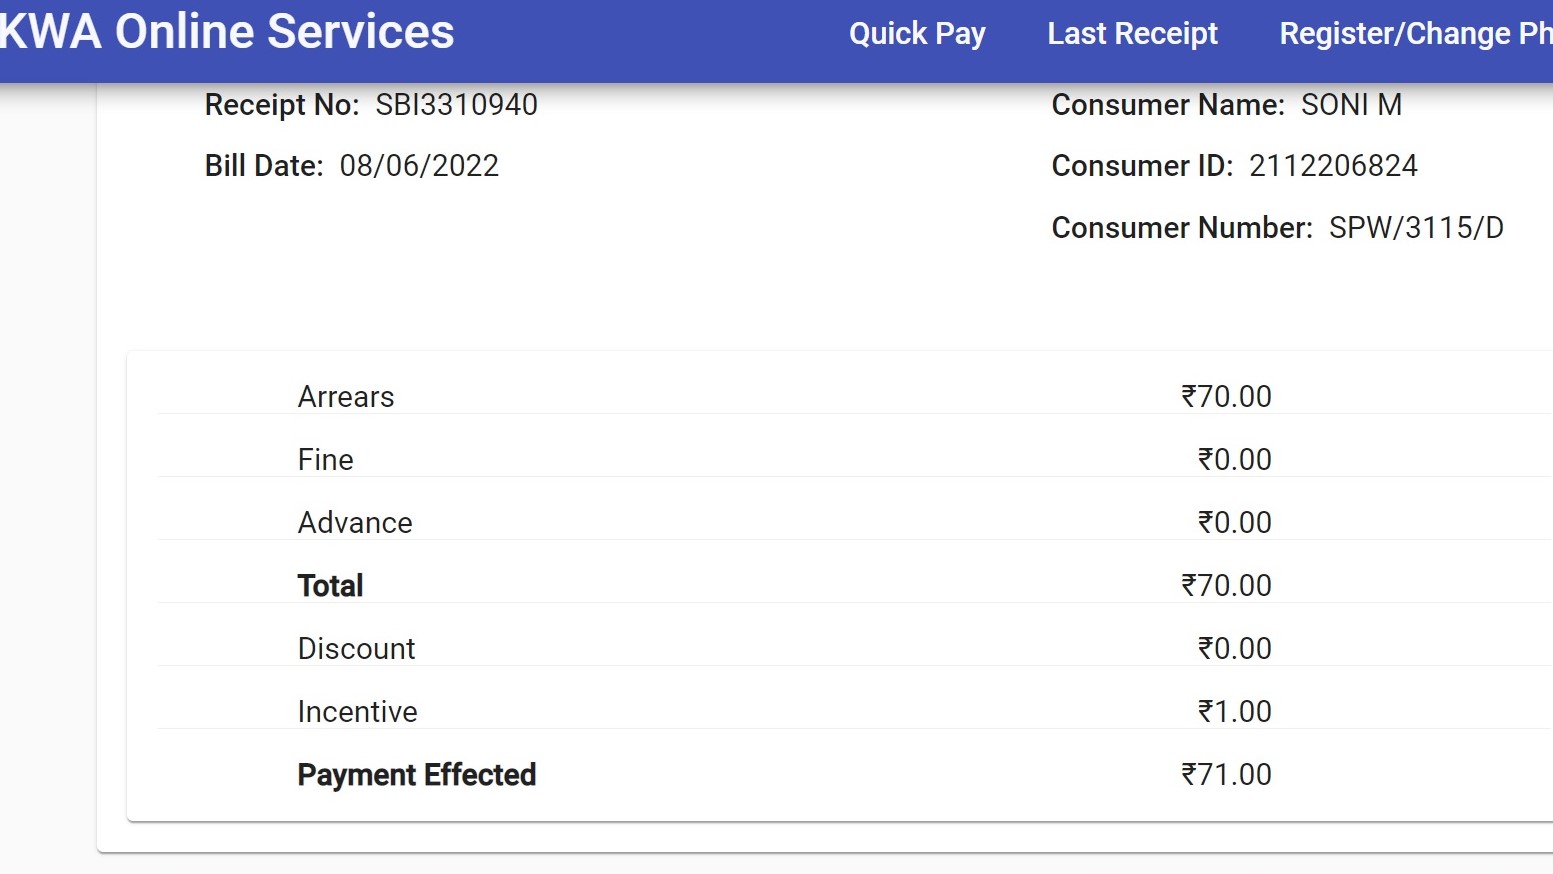 KWA Online Services Quick Pay Last Receipt Register/Change Ph
Receipt No: SBI3310940 Consumer Name: SONI M
Bill Date: 08/06/2022 Consumer ID: 2112206824
Consumer Number: SPW/3115/D
Arrears ₹70.00
Fine ₹0.00
Advance ₹0.00
Total ₹70.00
Discount ₹0.00
Incentive ₹1.00
Payment Effected ₹71.00